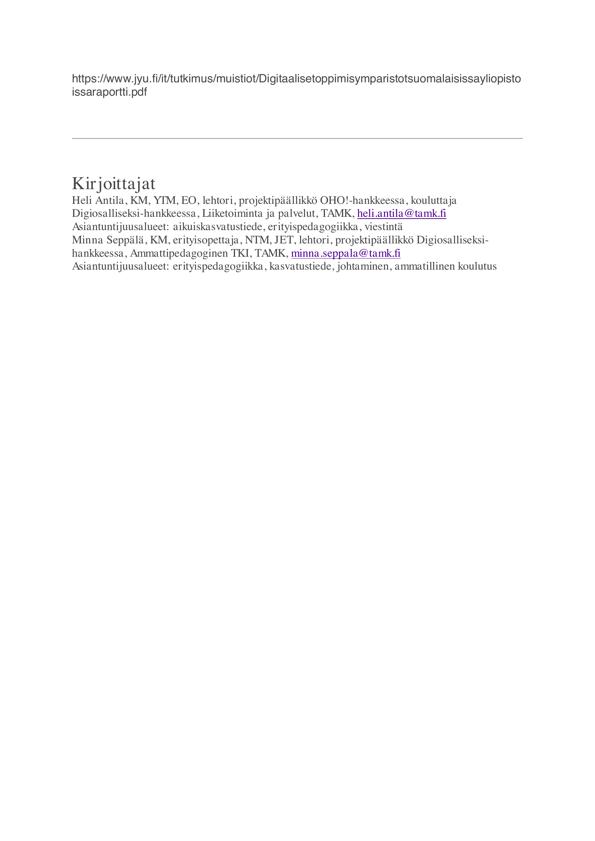 https://www.jyu.fi/it/tutkimus/muistiot/Digitaalisetoppimisymparistotsuomalaisissayliopisto
issaraportti.pdf
Kirjoittajat
Heli Antila, KM, YTM, EO, lehtori, projektipäällikkö OHO!-hankkeessa, kouluttaja
Digiosalliseksi-hankkeessa, Liiketoiminta ja palvelut, TAMK, heli.antila@tamk.fi
Asiantuntijuusalueet: aikuiskasvatustiede, erityispedagogiikka, viestintä
Minna Seppälä, KM, erityisopettaja, NTM, JET, lehtori, projektipäällikkö Digiosalliseksi-
hankkeessa, Ammattipedagoginen TKI, TAMK, minna.seppala@tamk.fi
Asiantuntijuusalueet: erityispedagogiikka, kasvatustiede, johtaminen, ammatillinen koulutus